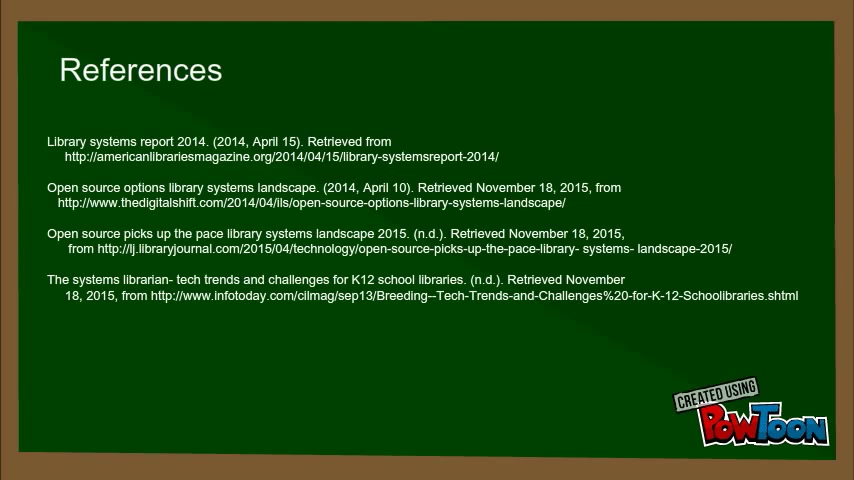 References
Library systems report 2014. (2014, April 15). Retrieved from
http://americanlibrariesmagazine.org/2014/04/15/library-systemsreport-2014/
Open source options library systems landscape. (2014, April 10). Retrieved November 18, 2015, from
http://www.thedigitalshift.com/2014/04/ils/open-source-options-library-systems-landscape/
Open source picks up the pace library systems landscape 2015. (n.d.). Retrieved November 18, 2015,
from http://lj.libraryjournal.com/2015/04/technology/open-source-picks-up-the-pace-library- systems- landscape-2015/
The systems librarian- tech trends and challenges for K12 school libraries. (n.d.). Retrieved November
18, 2015, from http://www.infotoday.com/cilmag/sep13/Breeding--Tech-Trends-and-Challenges%20-for-K-12-Schoolibraries.shtml
CREATED USING
POWTOON